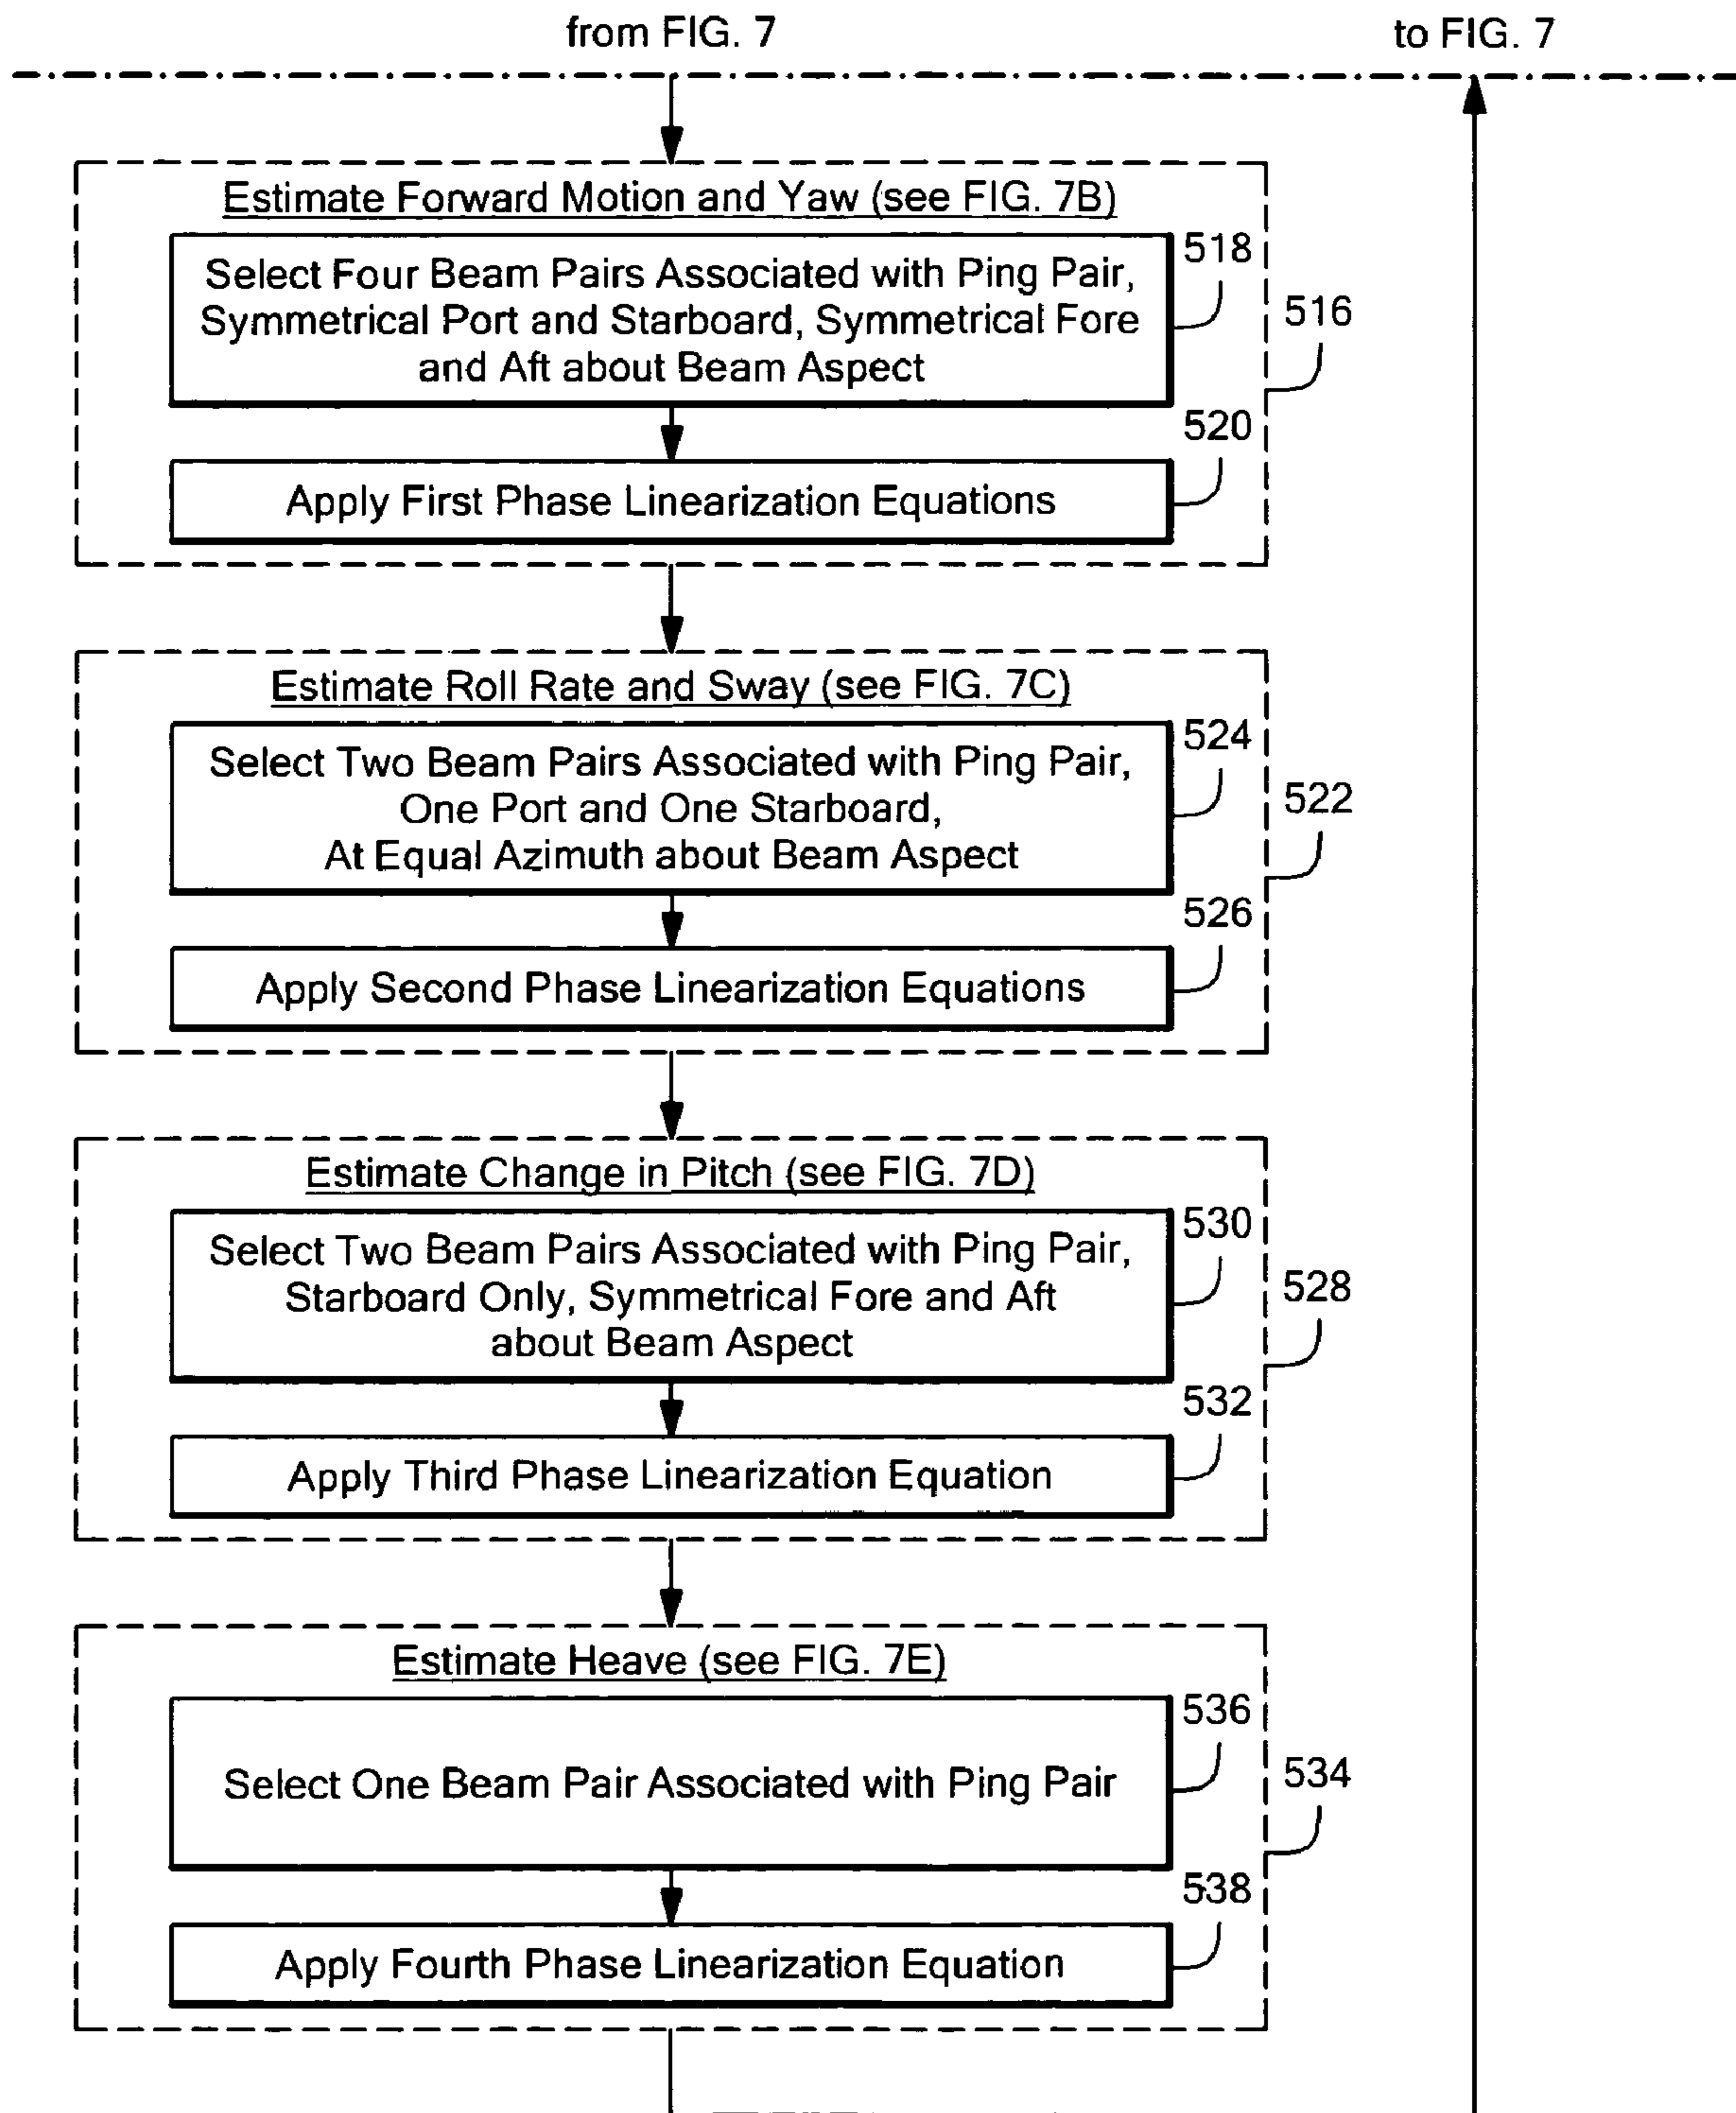 from FIG. 7
to FIG. 7
Estimate Forward Motion and Yaw (see FIG. 7B)
518
Select Four Beam Pairs Associated with Ping Pair,
Symmetrical Port and Starboard, Symmetrical Fore
and Aft about Beam Aspect
516
520
Apply First Phase Linearization Equations
Estimate Roll Rate and Sway (see FIG. 7C)
524
Select Two Beam Pairs Associated with Ping Pair,
One Port and One Starboard,
At Equal Azimuth about Beam Aspect
522
526
Apply Second Phase Linearization Equations
Estimate Change in Pitch (see FIG. 7D)
530
Select Two Beam Pairs Associated with Ping Pair,
Starboard Only, Symmetrical Fore and Aft
about Beam Aspect
528
532
Apply Third Phase Linearization Equation
Estimate Heave (see FIG. 7E)
536
Select One Beam Pair Associated with Ping Pair
534
538
Apply Fourth Phase Linearization Equation